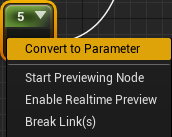 5
Convert to Parameter
Start Previewing Node
Enable Realtime Preview
Break Link(s)